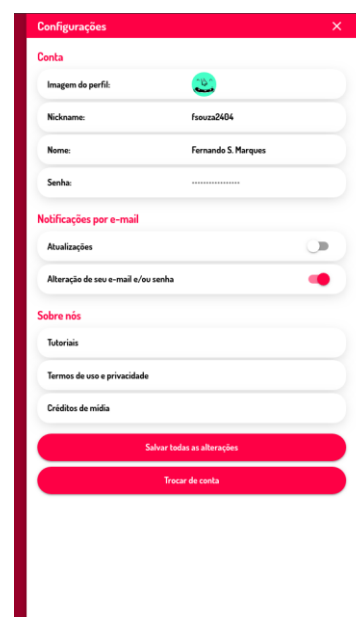 Configurações
Conta
Imagem do perfil:
Nickname: fsouza2404
Nome: Fernando S. Marques
Senha: ················
Notificações por e-mail
Atualizações
Alteração de seu e-mail e/ou senha
Sobre nós
Tutoriais
Termos de uso e privacidade
Créditos de mídia
Salvar todas as alterações
Trocar de conta